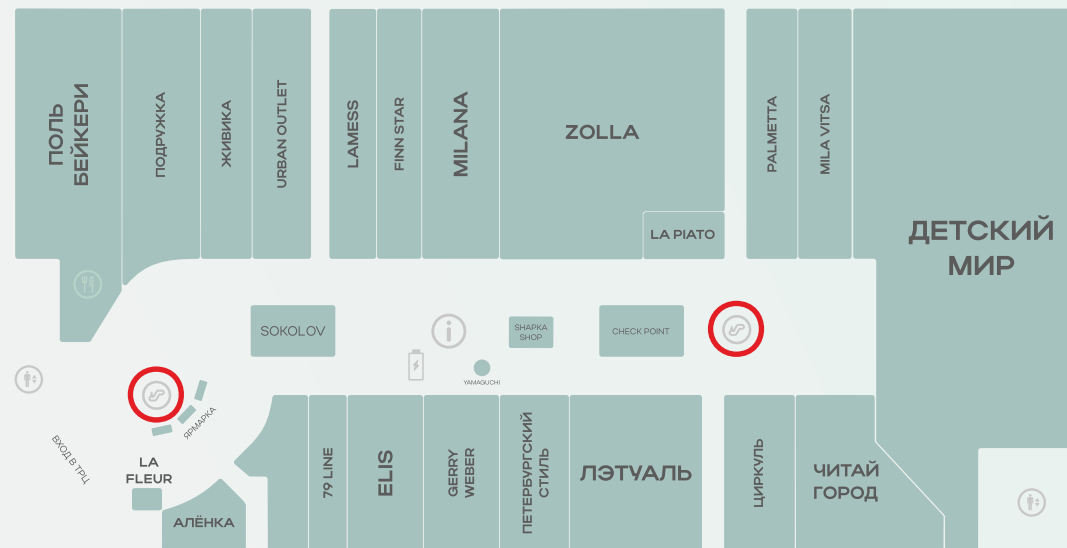 ПОЛЬ
БЕЙКЕРИ
ПОДРУЖКА
ЖИВИКА
URBAN OUTLET
LAMESS
FINN STAR
MILANA
ZOLLA
LA PIATO
PALMETTA
MILA VITSA
ДЕТСКИЙ
МИР
SOKOLOV
SHAPKA
SHOP
CHECK POINT
YAMAGUCHI
ЯРМАРКА
ВХОД В ТРЦ
LA
FLEUR
АЛЁНКА
79 LINE
ELIS
GERRY
WEBER
ПЕТЕРБУРГСКИЙ
СТИЛЬ
ЛЭТУАЛЬ
ЦИРКУЛЬ
ЧИТАЙ
ГОРОД